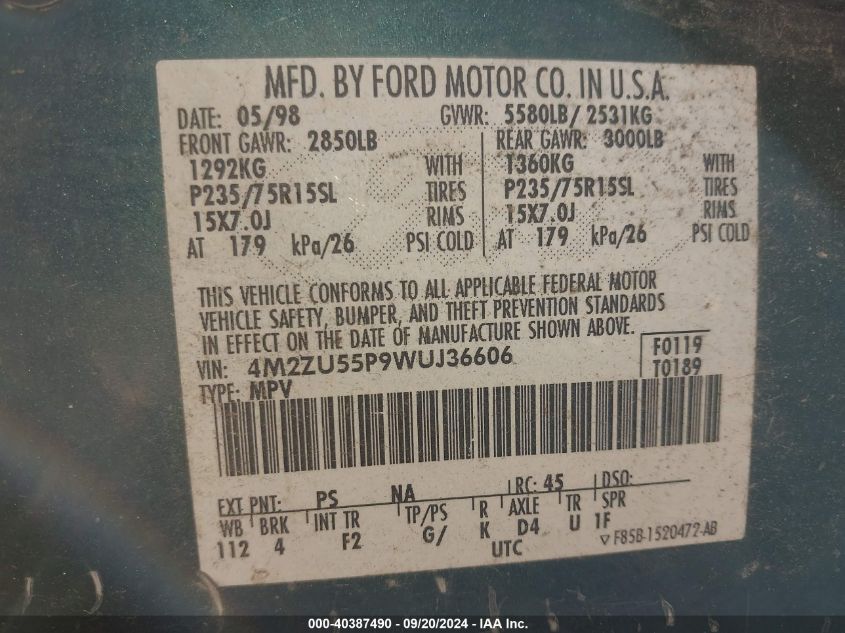 MFD. BY FORD MOTOR CO. IN U.S.A.
DATE: 05/98 GVWR: 5580LB/ 2531KG
FRONT GAWR: 2850LB REAR GAWR: 3000LB
1292KG WITH 1360KG WITH
P235/75R15SL TIRES P235/75R15SL TIRES
15X7.0J RIMS 15X7.0J RIMS
AT 179 kPa/26 PSI COLD AT 179 kPa/26 PSI COLD
THIS VEHICLE CONFORMS TO ALL APPLICABLE FEDERAL MOTOR
VEHICLE SAFETY, BUMPER, AND THEFT PREVENTION STANDARDS
IN EFFECT ON THE DATE OF MANUFACTURE SHOWN ABOVE.
VIN: 4M2ZU55P9WUJ36606 F0119
TYPE: MPV T0189
EXT PNT: PS NA RC: 45 DSO:
WB BRK INT TR TP/PS R AXLE TR SPR
112 4 F2 G/ K D4 U 1F
UTC ▽ F85B-1520472-AB
000-40387490 - 09/20/2024 - IAA Inc.